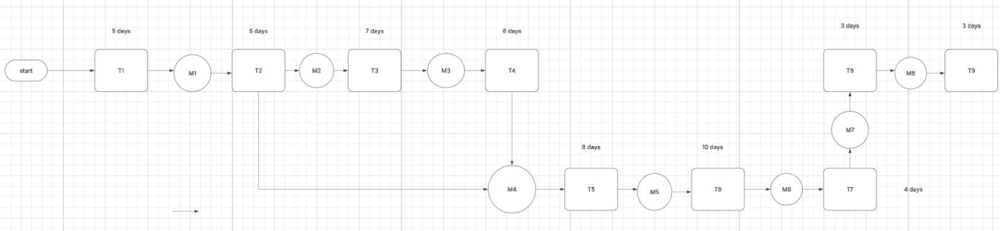 5 days
5 days
7 days
6 days
3 days
3 days
start
T1
M1
T2
M2
T3
M3
T4
T8
M8
T9
M7
8 days
10 days
M4
T5
M5
T6
M6
T7
4 days